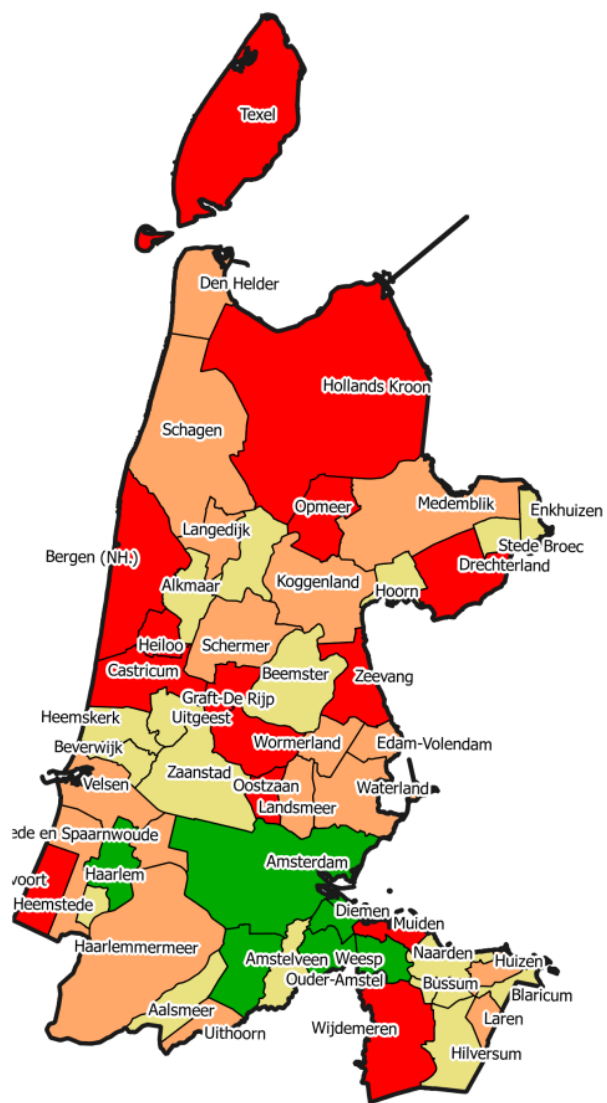 Texel
Den Helder
Hollands Kroon
Schagen
Medemblik
Opmeer
Enkhuizen
Langedijk
Stede Broec
Bergen (NH.)
Drechterland
Koggenland
Alkmaar
Hoorn
Heiloo
Schermer
Castricum
Beemster
Zeevang
Graft-De Rijp
Heemskerk
Uitgeest
Wormerland
Edam-Volendam
Beverwijk
Zaanstad
Velsen
Oostzaan
Waterland
Landsmeer
ede en Spaarnwoude
Amsterdam
Haarlem
voort
Heemstede
Diemen
Muiden
Haarlemmermeer
Amstelveen
Weesp
Naarden
Huizen
Ouder-Amstel
Bussum
Blaricum
Aalsmeer
Laren
Uithoorn
Wijdemeren
Hilversum